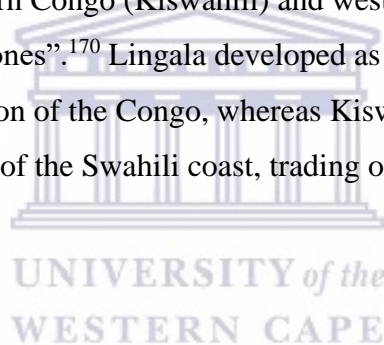 rn Congo (Kiswahili) and west
ones”.170 Lingala developed as
ion of the Congo, whereas Kisw
of the Swahili coast, trading o
UNIVERSITY of the
WESTERN CAPE